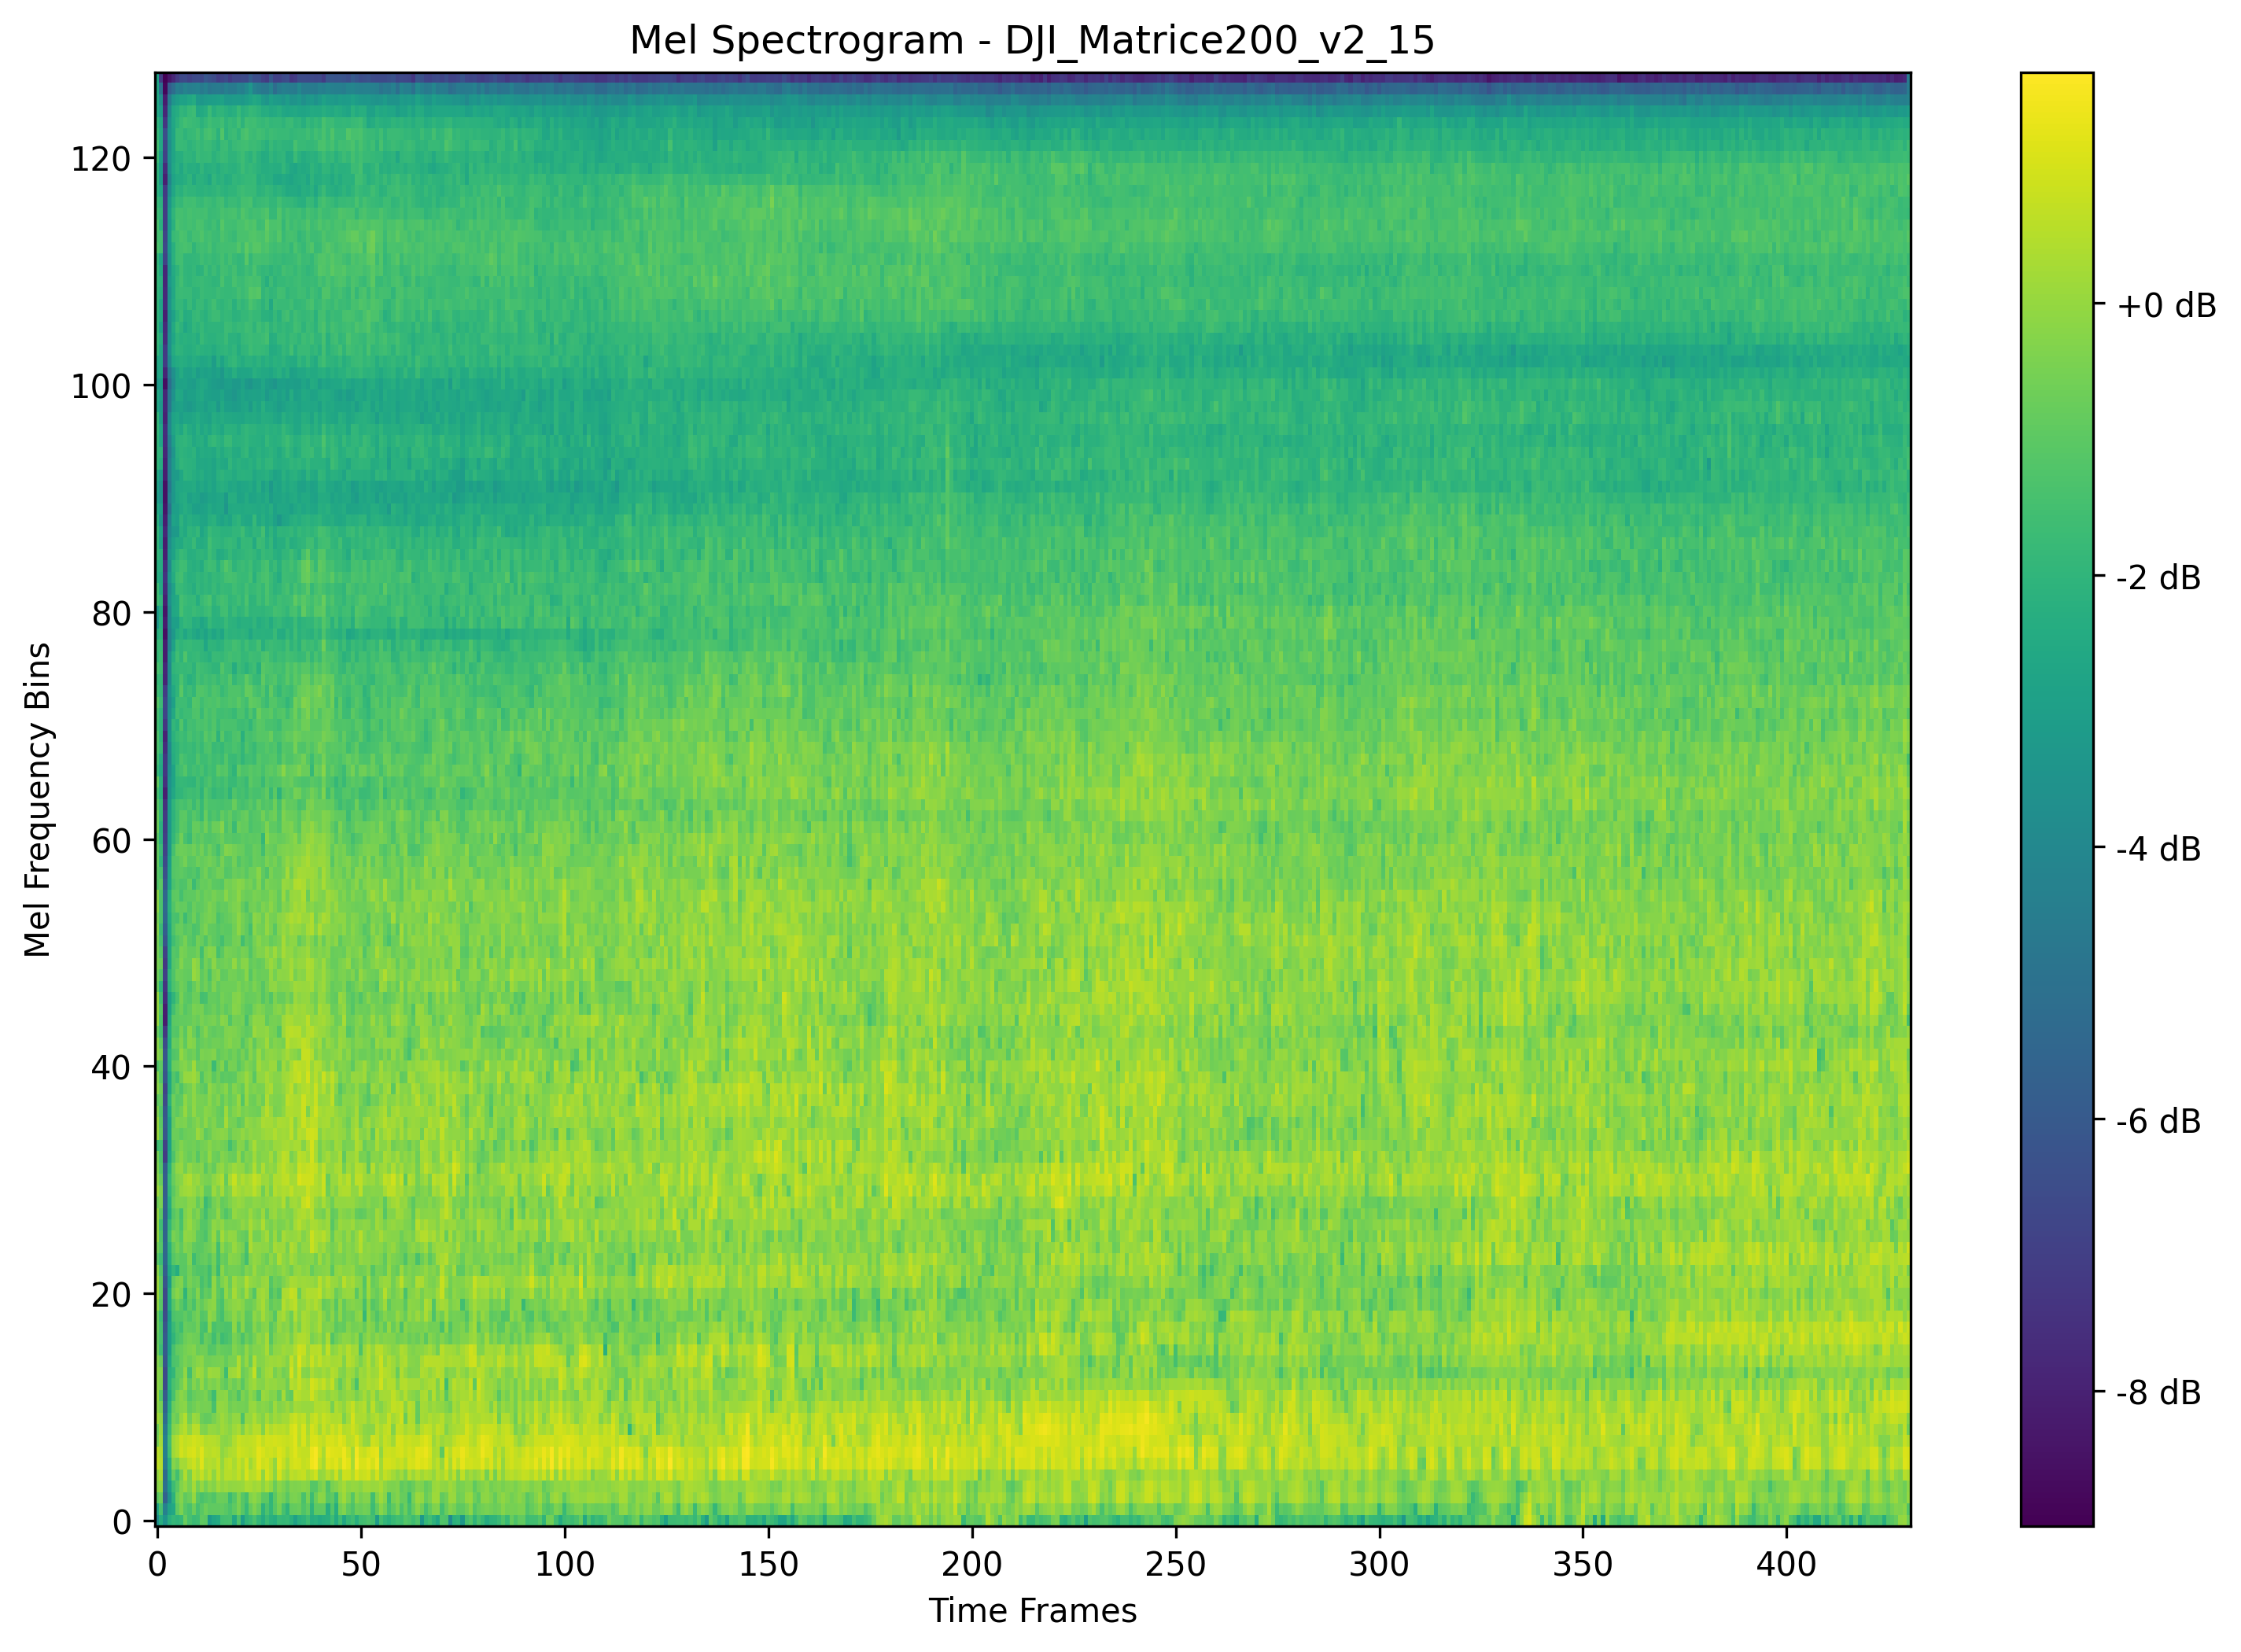 Mel Spectrogram - DJI_Matrice200_v2_15
Mel Frequency Bins
120
100
80
60
40
20
0
0 50 100 150 200 250 300 350 400
Time Frames
+0 dB
-2 dB
-4 dB
-6 dB
-8 dB